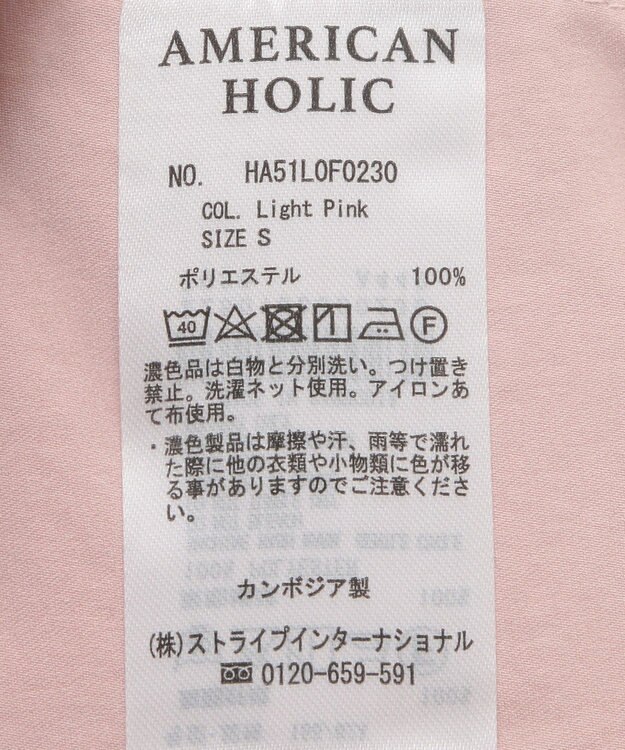 AMERICAN
HOLIC
NO. HA51L0F0230
COL. Light Pink
SIZE S
ポリエステル 100%
40 F
濃色品は白物と分別洗い。つけ置き
禁止。洗濯ネット使用。アイロンあ
て布使用。
・濃色製品は摩擦や汗、雨等で濡れ
た際に他の衣類や小物類に色が移
る事がありますのでご注意くださ
い。
カンボジア製
(株)ストライプインターナショナル
0120-659-591